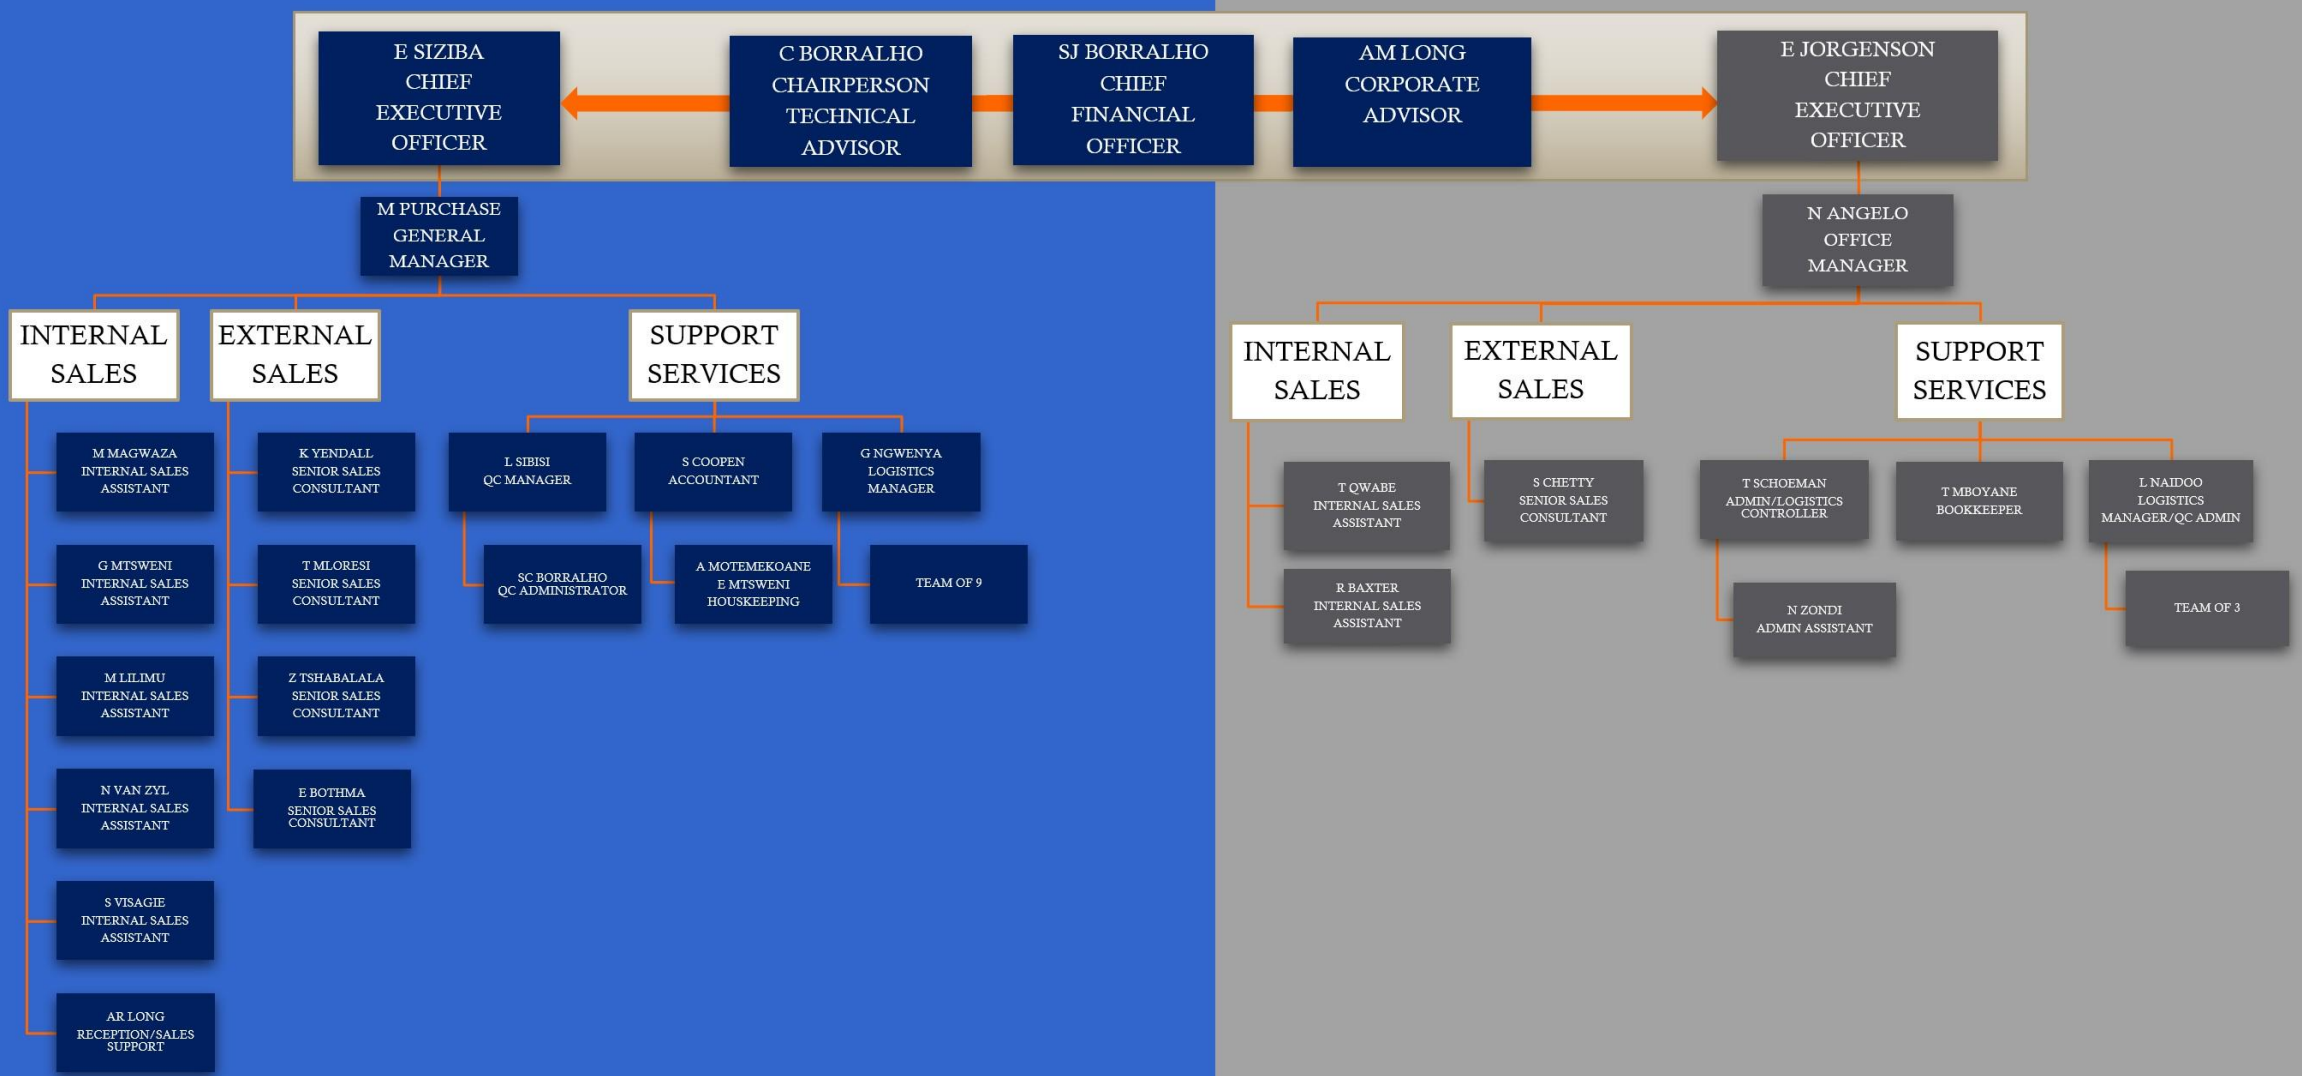 E SIZIBA
CHIEF
EXECUTIVE
OFFICER
C BORRALHO
CHAIRPERSON
TECHNICAL
ADVISOR
SJ BORRALHO
CHIEF
FINANCIAL
OFFICER
AM LONG
CORPORATE
ADVISOR
E JORGENSON
CHIEF
EXECUTIVE
OFFICER
M PURCHASE
GENERAL
MANAGER
N ANGELO
OFFICE
MANAGER
INTERNAL
SALES
EXTERNAL
SALES
SUPPORT
SERVICES
M MAGWAZA
INTERNAL SALES
ASSISTANT
G MTSWENI
INTERNAL SALES
ASSISTANT
M LILIMU
INTERNAL SALES
ASSISTANT
N VAN ZYL
INTERNAL SALES
ASSISTANT
S VISAGIE
INTERNAL SALES
ASSISTANT
AR LONG
RECEPTION/SALES
SUPPORT
K YENDALL
SENIOR SALES
CONSULTANT
T MLORESI
SENIOR SALES
CONSULTANT
Z TSHABALALA
SENIOR SALES
CONSULTANT
E BOTHMA
SENIOR SALES
CONSULTANT
L SIBISI
QC MANAGER
SC BORRALHO
QC ADMINISTRATOR
S COOPEN
ACCOUNTANT
A MOTEMEKOANE
E MTSWENI
HOUSKEEPING
G NGWENYA
LOGISTICS
MANAGER
TEAM OF 9
INTERNAL
SALES
EXTERNAL
SALES
SUPPORT
SERVICES
T QWABE
INTERNAL SALES
ASSISTANT
R BAXTER
INTERNAL SALES
ASSISTANT
S CHETTY
SENIOR SALES
CONSULTANT
T SCHOEMAN
ADMIN/LOGISTICS
CONTROLLER
N ZONDI
ADMIN ASSISTANT
T MBOYANE
BOOKKEEPER
L NAIDOO
LOGISTICS
MANAGER/QC ADMIN
TEAM OF 3